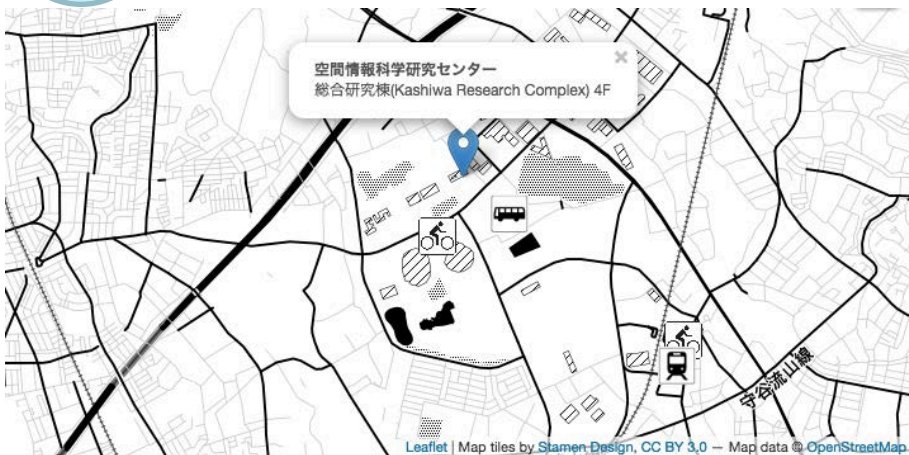 空間情報科学研究センター
総合研究棟(Kashiwa Research Complex) 4F
守谷流山線
Leaflet | Map tiles by Stamen Design, CC BY 3.0 — Map data © OpenStreetMap